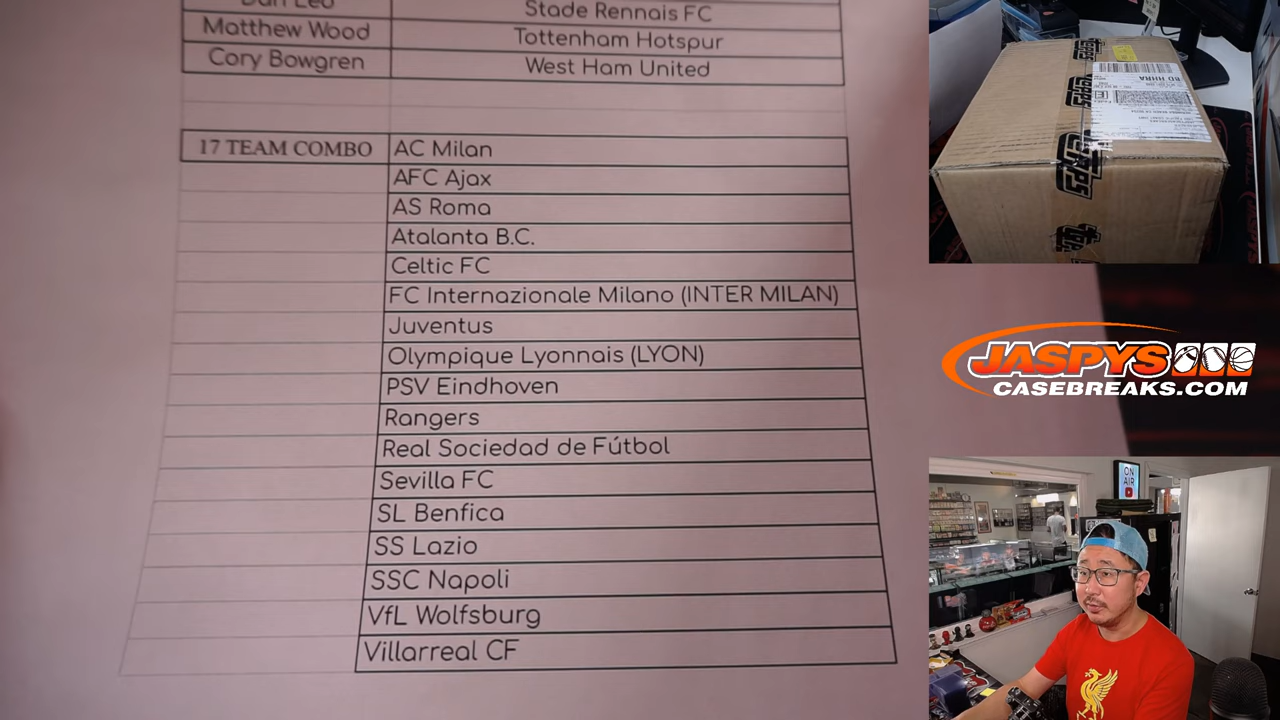 Dan Leo
Stade Rennais FC
Matthew Wood
Tottenham Hotspur
Cory Bowgren
West Ham United
17 TEAM COMBO
AC Milan
AFC Ajax
AS Roma
Atalanta B.C.
Celtic FC
FC Internazionale Milano (INTER MILAN)
Juventus
Olympique Lyonnais (LYON)
PSV Eindhoven
Rangers
Real Sociedad de Fútbol
Sevilla FC
SL Benfica
SS Lazio
SSC Napoli
VfL Wolfsburg
Villarreal CF
JASPYS
CASEBREAKS.COM
ON
AIR